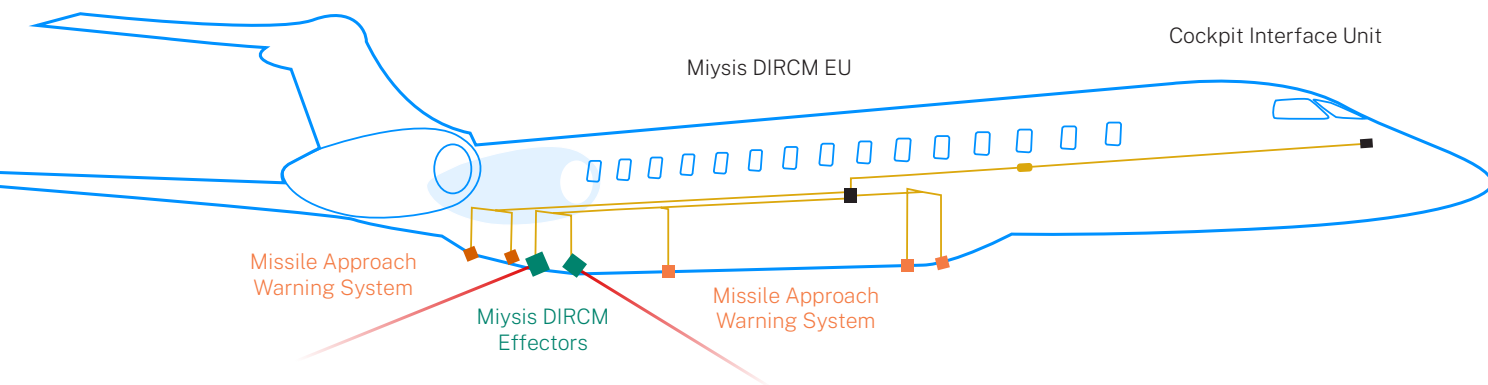 Cockpit Interface Unit
Miysis DIRCM EU
Missile Approach
Warning System
Miysis DIRCM
Effectors
Missile Approach
Warning System